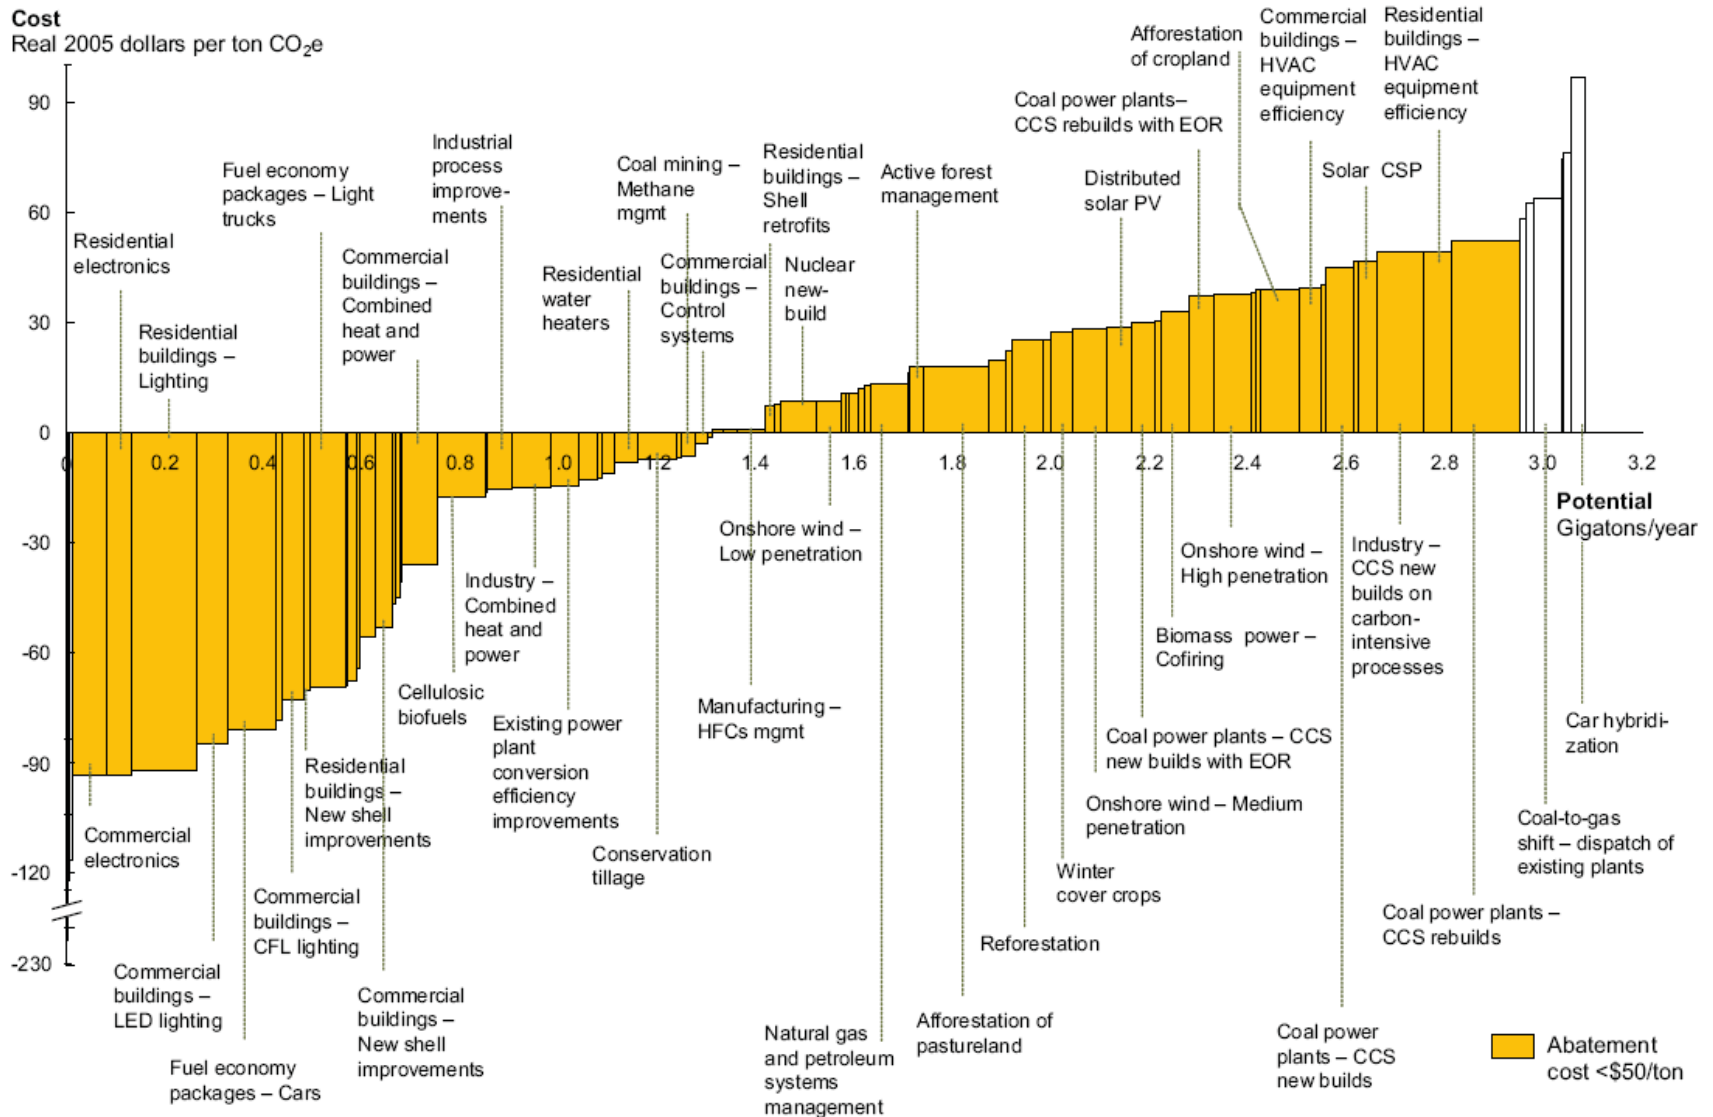 Cost
Real 2005 dollars per ton CO₂e
90
60
30
0
-30
-60
-90
-120
-230
0
0.2
0.4
0.6
0.8
1.0
1.2
1.4
1.6
1.8
2.0
2.2
2.4
2.6
2.8
3.0
3.2
Potential
Gigatons/year
Residential
electronics
Residential
buildings –
Lighting
Fuel economy
packages – Light
trucks
Commercial
buildings –
Combined
heat and
power
Industrial
process
improve-
ments
Residential
water
heaters
Coal mining –
Methane
mgmt
Commercial
buildings –
Control
systems
Residential
buildings –
Shell
retrofits
Nuclear
new-
build
Active forest
management
Coal power plants–
CCS rebuilds with EOR
Distributed
solar PV
Afforestation
of cropland
Commercial
buildings –
HVAC
equipment
efficiency
Solar CSP
Residential
buildings –
HVAC
equipment
efficiency
Commercial
electronics
Commercial
buildings –
LED lighting
Fuel economy
packages – Cars
Commercial
buildings –
CFL lighting
Residential
buildings –
New shell
improvements
Commercial
buildings –
New shell
improvements
Cellulosic
biofuels
Industry –
Combined
heat and
power
Existing power
plant
conversion
efficiency
improvements
Conservation
tillage
Manufacturing –
HFCs mgmt
Onshore wind –
Low penetration
Natural gas
and petroleum
systems
management
Afforestation of
pastureland
Reforestation
Winter
cover crops
Onshore wind – Medium
penetration
Coal power plants – CCS
new builds with EOR
Biomass power –
Cofiring
Onshore wind –
High penetration
Coal power
plants – CCS
new builds
Industry –
CCS new
builds on
carbon-
intensive
processes
Coal power plants –
CCS rebuilds
Coal-to-gas
shift – dispatch of
existing plants
Car hybridi-
zation
Abatement
cost <$50/ton